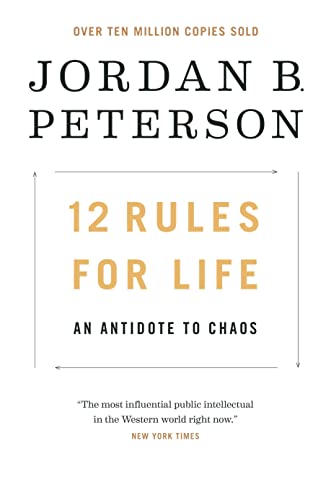 OVER TEN MILLION COPIES SOLD
JORDAN B.
PETERSON
12 RULES
FOR LIFE
AN ANTIDOTE TO CHAOS
“The most influential public intellectual
in the Western world right now.”
NEW YORK TIMES